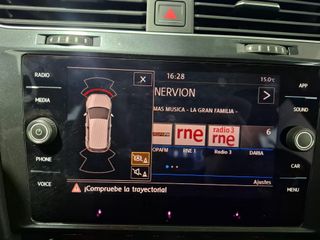 RADIO
MEDIA
PHONE
VOICE
16:28
15.0°C
NERVION
MAS MUSICA - LA GRAN FAMILIA -
rne
radio 3
rne
6
OPAFM
RNE 1
Radio 3
DABIA
Ajustes
¡Compruebe la trayectoria!
APP
SOUND
CAR
MENU